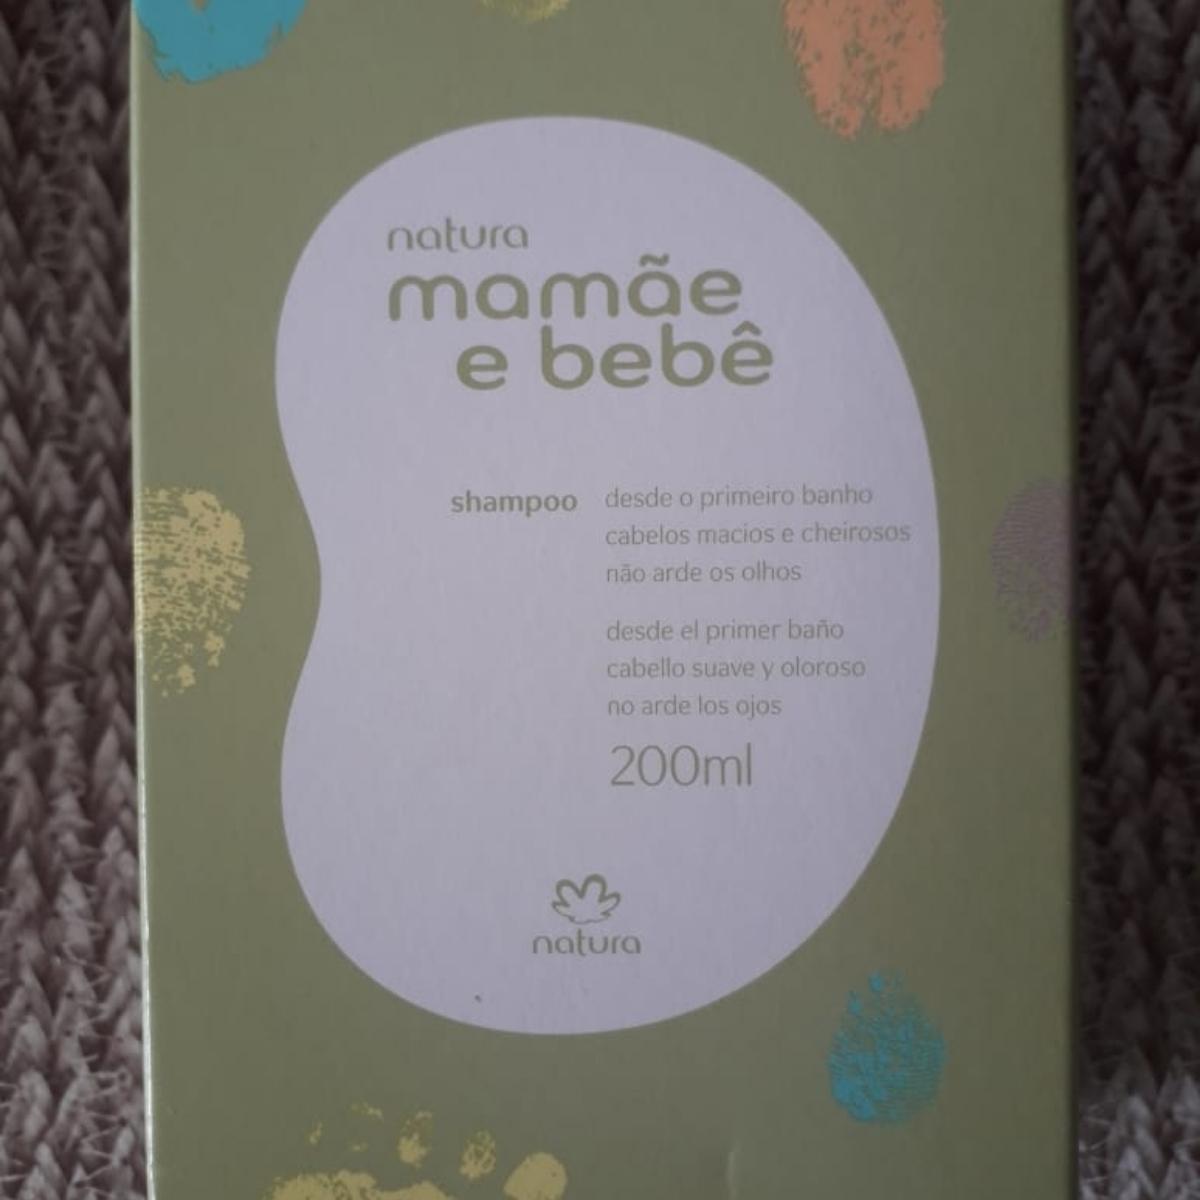 natura
mamãe
e bebê
shampoo
desde o primeiro banho
cabelos macios e cheirosos
não arde os olhos
desde el primer baño
cabello suave y oloroso
no arde los ojos
200ml
natura